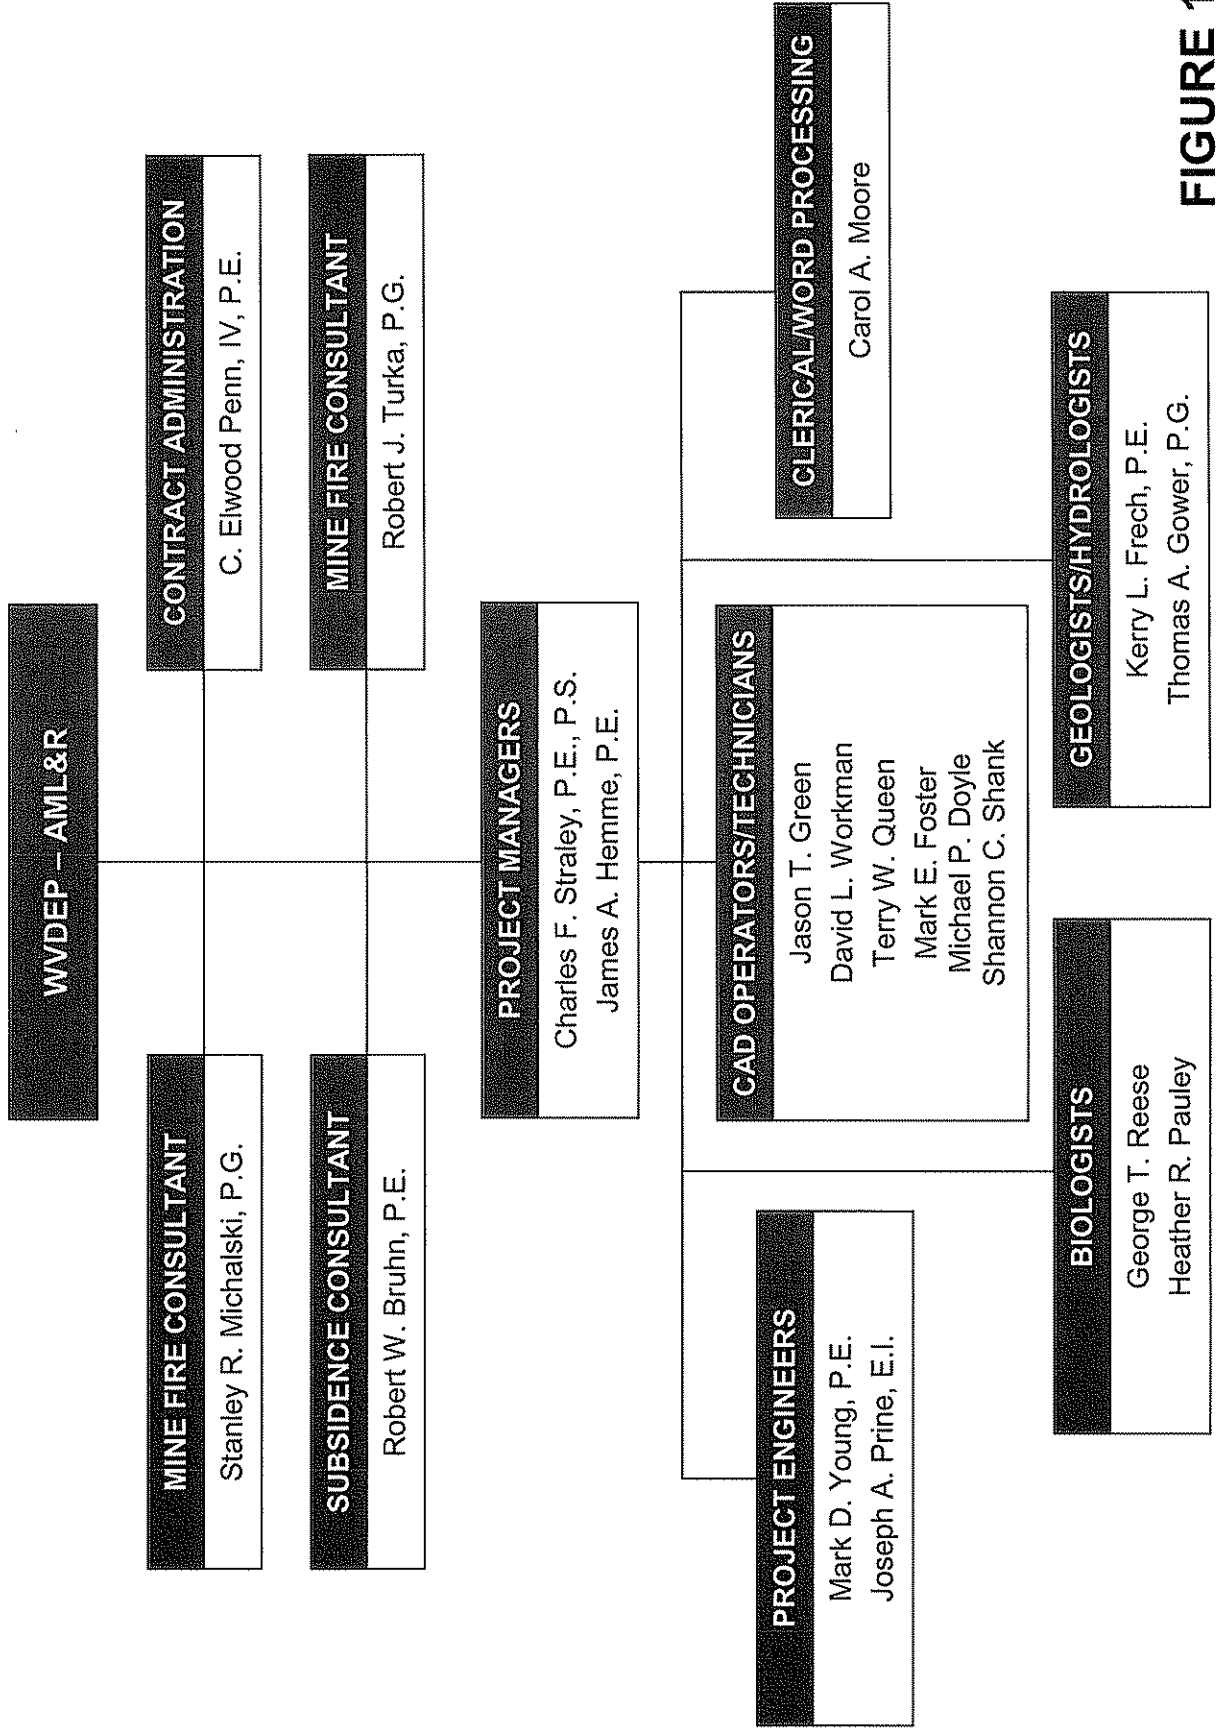 WVDEP – AML&R
MINE FIRE CONSULTANT
Stanley R. Michalski, P.G.
CONTRACT ADMINISTRATION
C. Elwood Penn, IV, P.E.
SUBSIDENCE CONSULTANT
Robert W. Bruhn, P.E.
MINE FIRE CONSULTANT
Robert J. Turka, P.G.
PROJECT MANAGERS
Charles F. Straley, P.E., P.S.
James A. Hemme, P.E.
PROJECT ENGINEERS
Mark D. Young, P.E.
Joseph A. Prine, E.I.
CAD OPERATORS/TECHNICIANS
Jason T. Green
David L. Workman
Terry W. Queen
Mark E. Foster
Michael P. Doyle
Shannon C. Shank
CLERICAL/WORD PROCESSING
Carol A. Moore
BIOLOGISTS
George T. Reese
Heather R. Pauley
GEOLOGISTS/HYDROLOGISTS
Kerry L. Frech, P.E.
Thomas A. Gower, P.G.
FIGURE 1